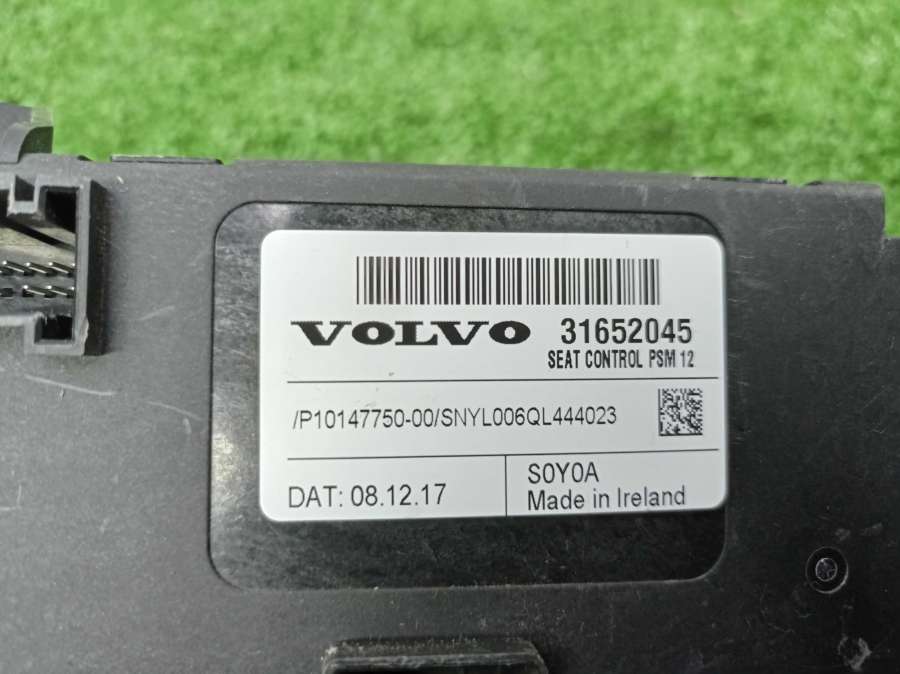 VOLVO 31652045
SEAT CONTROL PSM 12
/P10147750-00/SNYL006QL444023
DAT: 08.12.17
S0Y0A
Made in Ireland